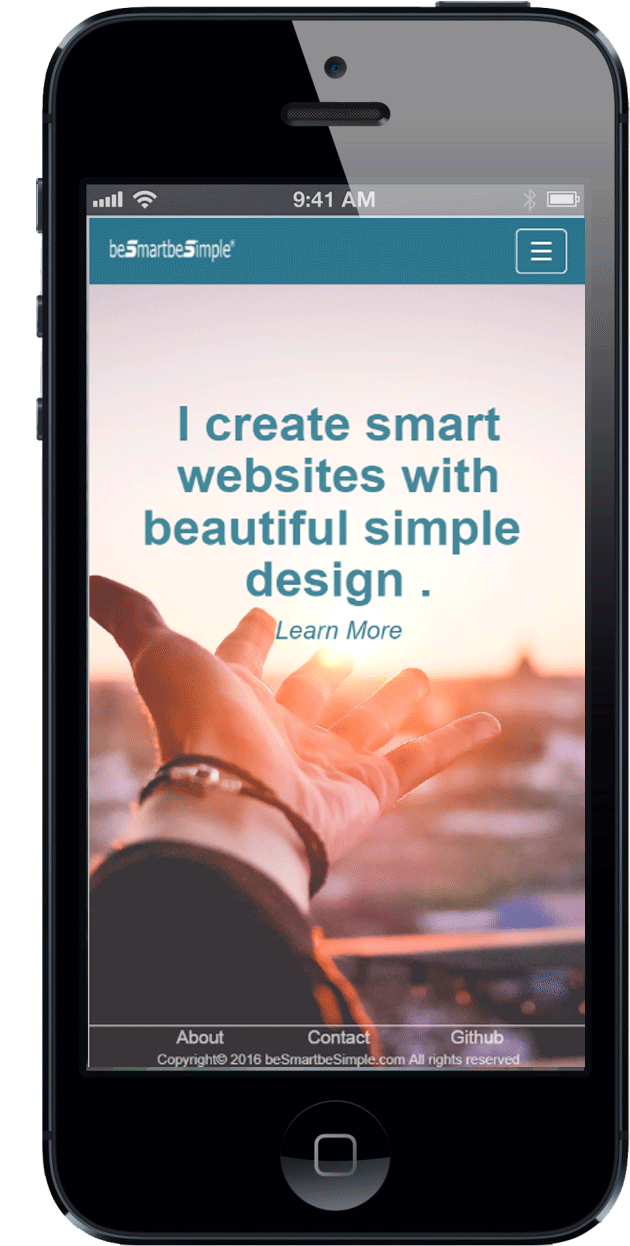 9:41 AM
beSmartbeSimple®
I create smart
websites with
beautiful simple
design .
Learn More
About Contact Github
Copyright© 2016 beSmartbeSimple.com All rights reserved